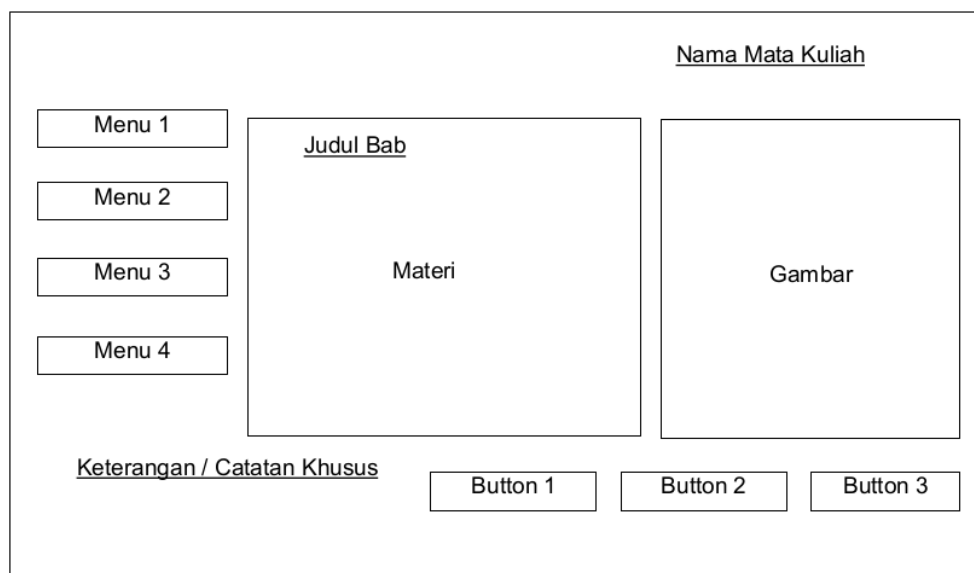 Nama Mata Kuliah
Menu 1
Menu 2
Menu 3
Menu 4
Judul Bab
Materi
Gambar
Keterangan / Catatan Khusus
Button 1
Button 2
Button 3